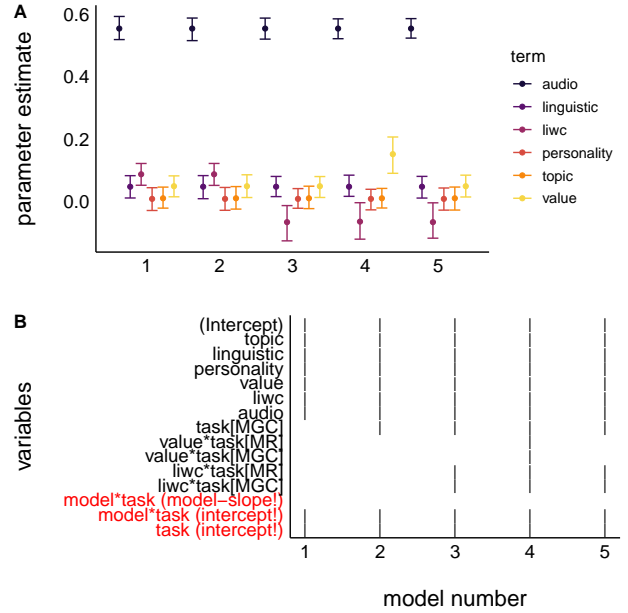 A
0.6
0.4
0.2
0.0
parameter estimate
1 2 3 4 5
term
audio
linguistic
liwc
personality
topic
value
B
variables
(Intercept)
topic
linguistic
personality
value
liwc
audio
task[MGC]
value*task[MR]
value*task[MGC]
liwc*task[MR]
liwc*task[MGC]
model*task (model−slope!)
model*task (intercept!)
task (intercept!)
1 2 3 4 5
model number